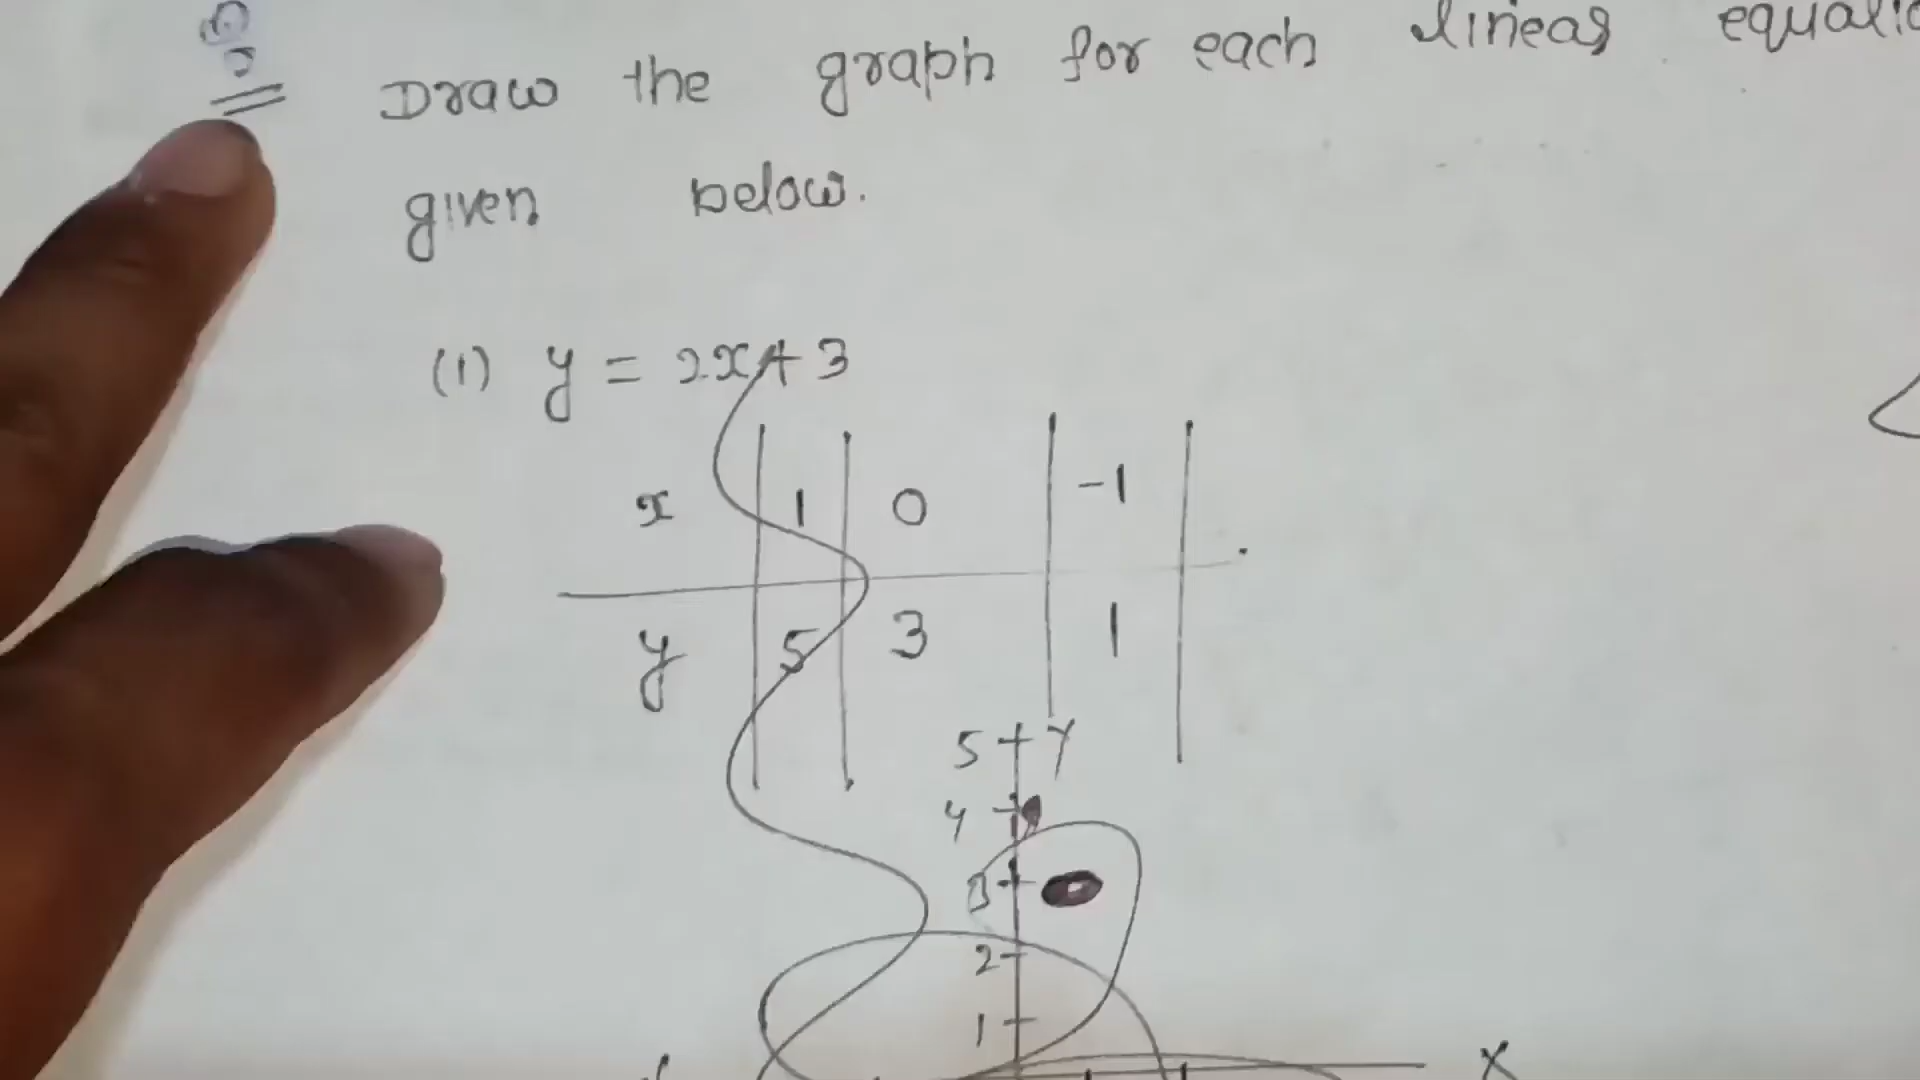 Draw the graph for each linear
given below.
(1) y = 2x+3
x 1 0 -1
y 5 3 1
5 Y
4
3
2
1
X